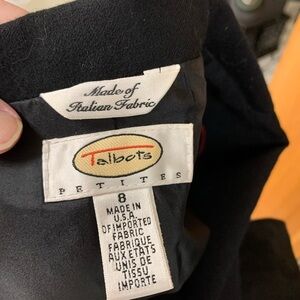 Made of
Italian Fabric
Talbots
PETITES
8
MADE IN
U.S.A.
OF IMPORTED
FABRIC
FABRIQUE
AUX ETATS
UNIS DE
TISSU
IMPORTE